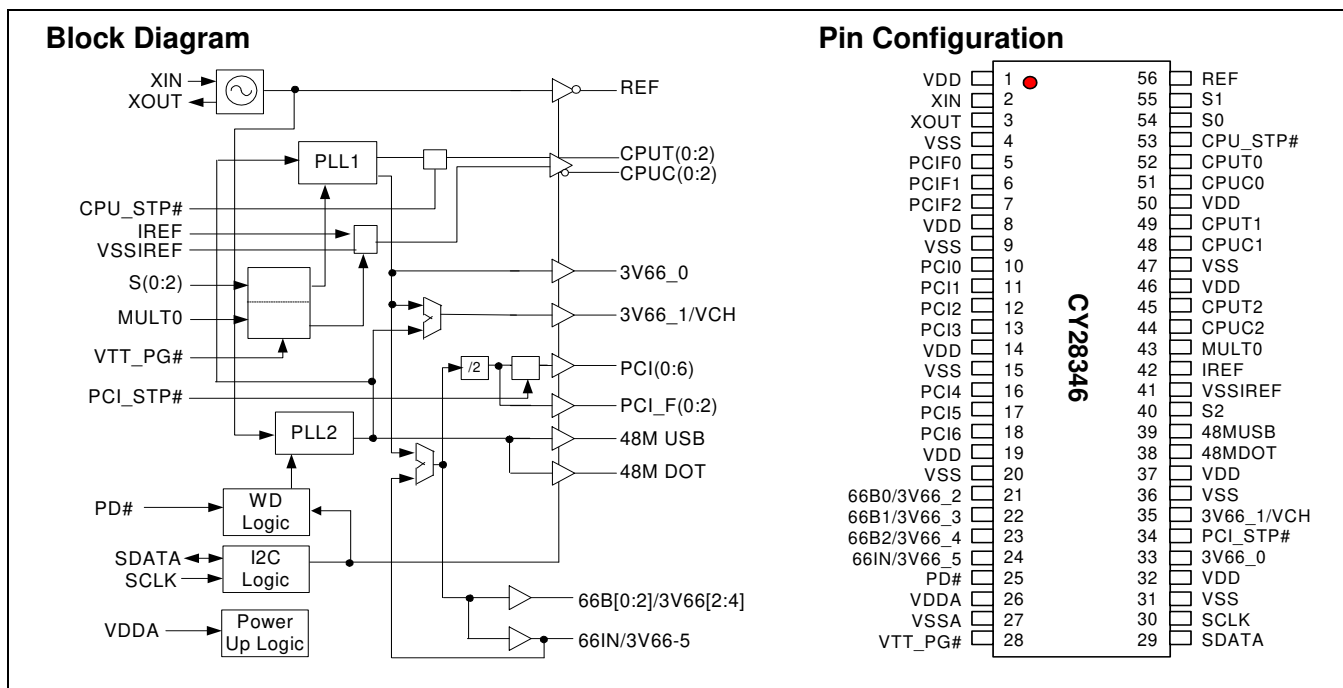 Block Diagram
XIN
XOUT
REF
PLL1
CPUT(0:2)
CPUC(0:2)
CPU_STP#
IREF
VSSIREF
3V66_0
S(0:2)
MULT0
3V66_1/VCH
VTT_PG#
/2
PCI(0:6)
PCI_STP#
PCI_F(0:2)
PLL2
48M USB
48M DOT
PD#
WD
Logic
SDATA
SCLK
I2C
Logic
66B[0:2]/3V66[2:4]
VDDA
Power
Up Logic
66IN/3V66-5
Pin Configuration
VDD 1 56 REF
XIN 2 55 S1
XOUT 3 54 S0
VSS 4 53 CPU_STP#
PCIF0 5 52 CPUT0
PCIF1 6 51 CPUC0
PCIF2 7 50 VDD
VDD 8 49 CPUT1
VSS 9 48 CPUC1
PCI0 10 47 VSS
PCI1 11 46 VDD
PCI2 12 45 CPUT2
PCI3 13 44 CPUC2
VDD 14 43 MULT0
VSS 15 42 IREF
PCI4 16 41 VSSIREF
PCI5 17 40 S2
PCI6 18 39 48MUSB
VDD 19 38 48MDOT
VSS 20 37 VDD
66B0/3V66_2 21 36 VSS
66B1/3V66_3 22 35 3V66_1/VCH
66B2/3V66_4 23 34 PCI_STP#
66IN/3V66_5 24 33 3V66_0
PD# 25 32 VDD
VDDA 26 31 VSS
VSSA 27 30 SCLK
VTT_PG# 28 29 SDATA
CY28346